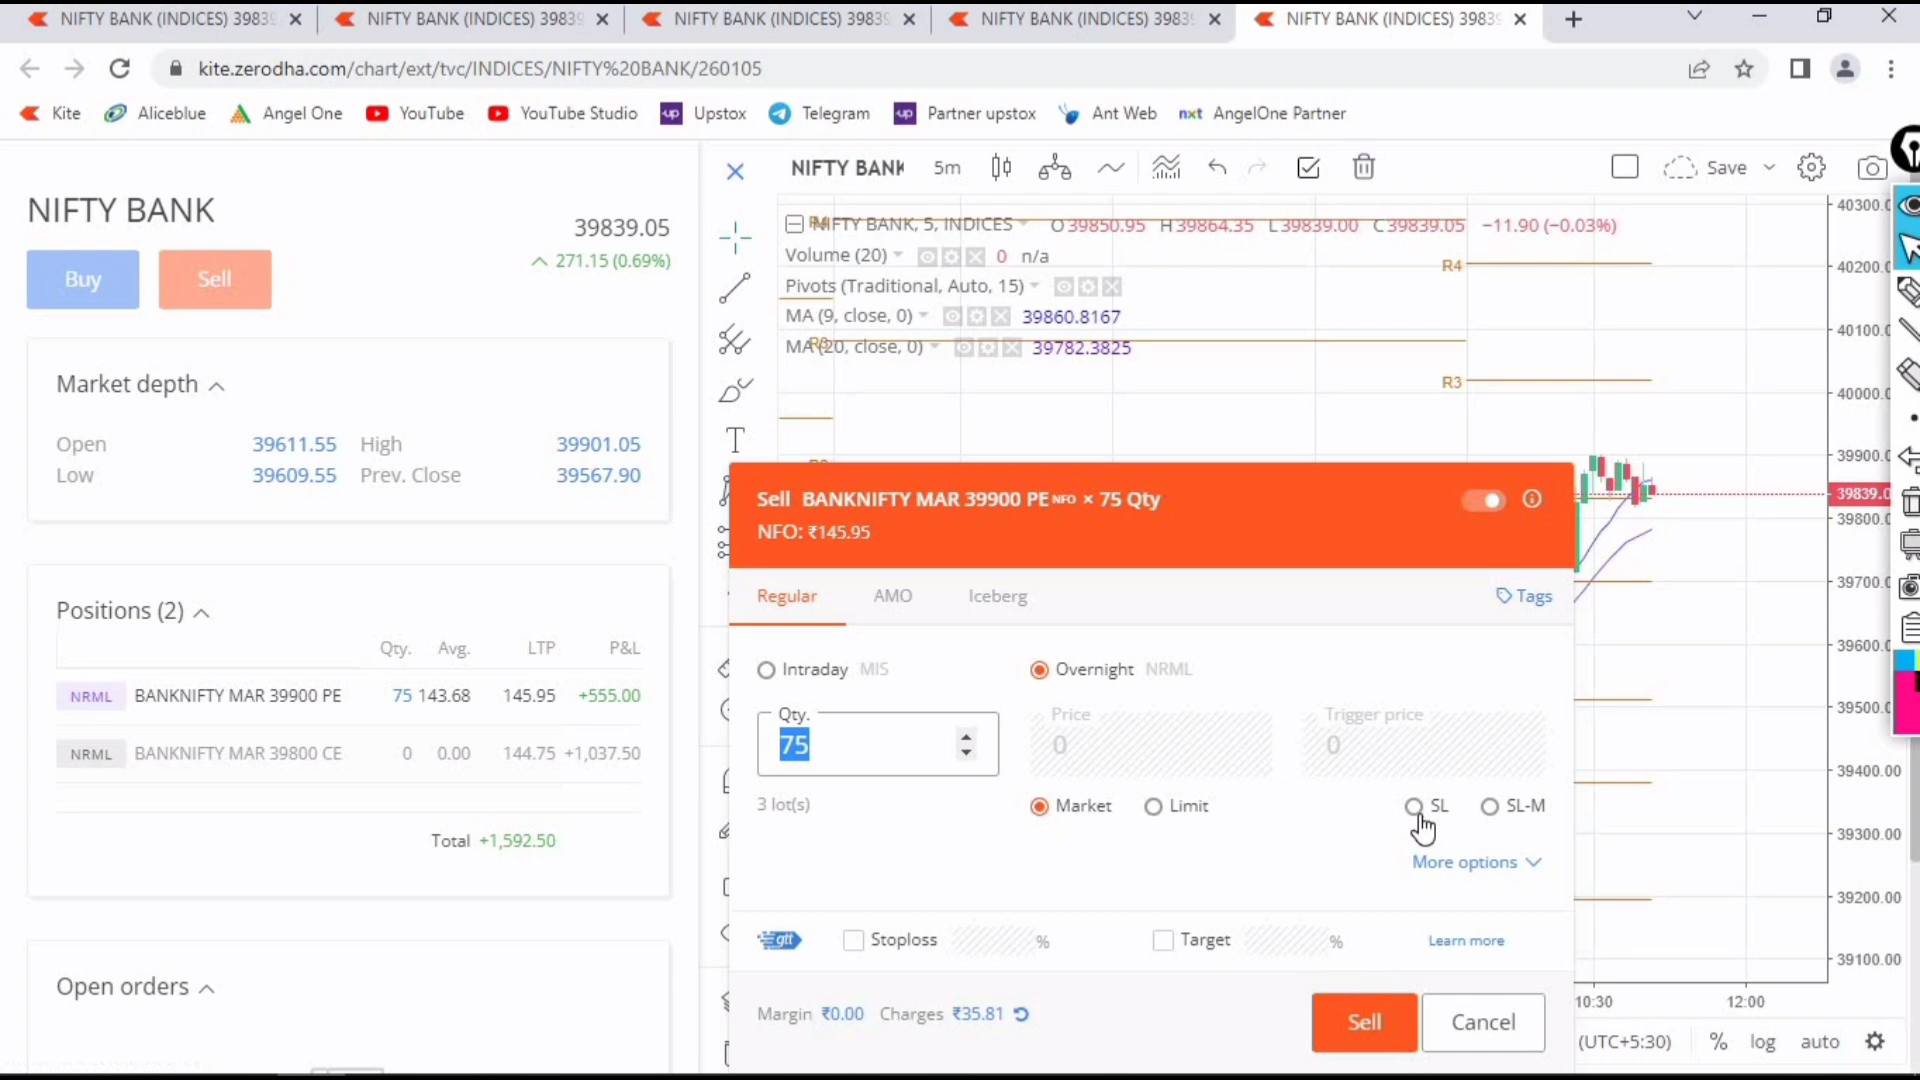 NIFTY BANK (INDICES) 3983
NIFTY BANK (INDICES) 3983
NIFTY BANK (INDICES) 3983
NIFTY BANK (INDICES) 3983
NIFTY BANK (INDICES) 3983
kite.zerodha.com/chart/ext/tvc/INDICES/NIFTY%20BANK/260105
Kite Aliceblue Angel One YouTube YouTube Studio up Upstox Telegram up Partner upstox Ant Web nxt AngelOne Partner
NIFTY BANK
39839.05
271.15 (0.69%)
Buy Sell
Market depth
Open 39611.55 High 39901.05
Low 39609.55 Prev. Close 39567.90
Positions (2)
Qty. Avg. LTP P&L
NRML BANKNIFTY MAR 39900 PE 75 143.68 145.95 +555.00
NRML BANKNIFTY MAR 39800 CE 0 0.00 144.75 +1,037.50
Total +1,592.50
Open orders
NIFTY BANK 5m Save
NIFTY BANK, 5, INDICES O39850.95 H39864.35 L39839.00 C39839.05 −11.90 (−0.03%)
Volume (20) 0 n/a
Pivots (Traditional, Auto, 15)
MA (9, close, 0) 39860.8167
MA (20, close, 0) 39782.3825
R4
R3
40300.0
40200.0
40100.0
40000.0
39900.0
39839.0
39800.0
39700.0
39600.0
39500.0
39400.00
39300.00
39200.00
39100.00
10:30 12:00
(UTC+5:30) % log auto
Sell BANKNIFTY MAR 39900 PE NFO × 75 Qty
NFO: ₹145.95
Regular AMO Iceberg Tags
Intraday MIS Overnight NRML
Qty. Price Trigger price
75 0 0
3 lot(s) Market Limit SL SL-M
More options
gtt Stoploss % Target % Learn more
Margin ₹0.00 Charges ₹35.81 Sell Cancel